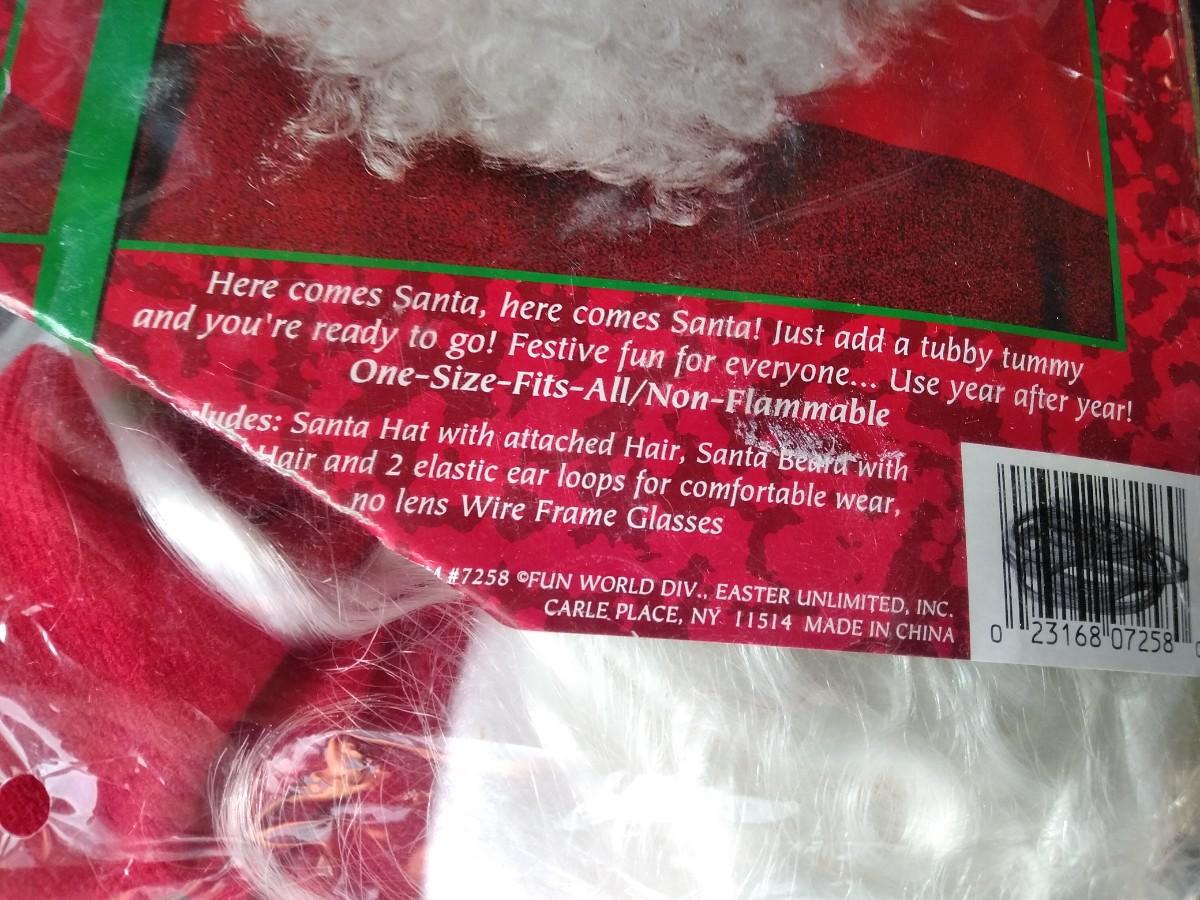 Here comes Santa, here comes Santa! Just add a tubby tummy
and you're ready to go! Festive fun for everyone... Use year after year!
One-Size-Fits-All/Non-Flammable
ludes: Santa Hat with attached Hair, Santa Beard with
Hair and 2 elastic ear loops for comfortable wear,
no lens Wire Frame Glasses
#7258 ©FUN WORLD DIV., EASTER UNLIMITED, INC.
CARLE PLACE, NY 11514 MADE IN CHINA
0 23168 07258